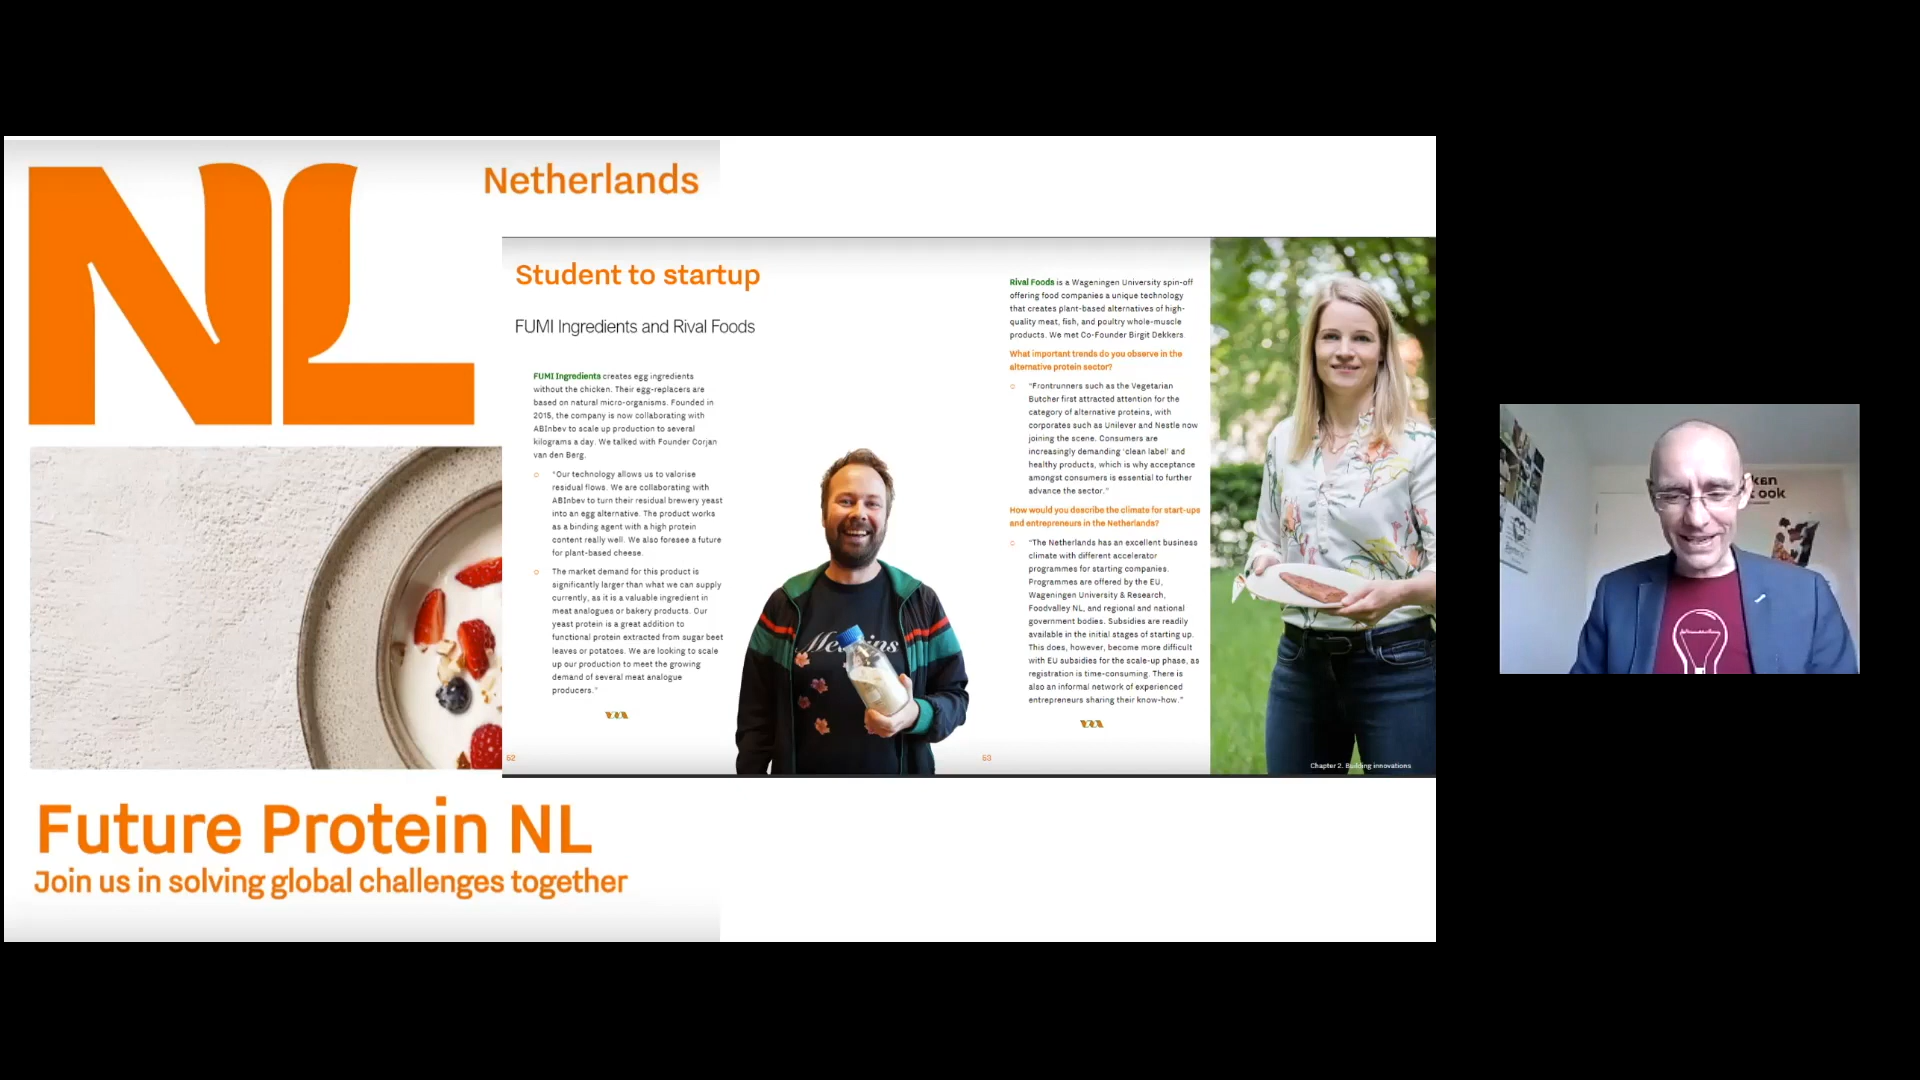 NL
Netherlands
Student to startup
FUMI Ingredients and Rival Foods
FUMI Ingredients creates egg ingredients
without the chicken. Their egg-replacers are
based on natural micro-organisms. Founded in
2015, the company is now collaborating with
ABInbev to scale up production to several
kilograms a day. We talked with Founder Corjan
van den Berg.
"Our technology allows us to valorise
residual flows. We are collaborating with
ABInbev to turn their residual brewery yeast
into an egg alternative. The product works
as a binding agent with a high protein
content really well. We also foresee a future
for plant-based cheese.
The market demand for this product is
significantly larger than what we can supply
currently, as it is a valuable ingredient in
meat analogues or bakery products. Our
yeast protein is a great addition to
functional protein extracted from sugar beet
leaves or potatoes. We are looking to scale
up our production to meet the growing
demand of several meat analogue
producers."
52
Rival Foods is a Wageningen University spin-off
offering food companies a unique technology
that creates plant-based alternatives of high-
quality meat, fish, and poultry whole-muscle
products. We met Co-Founder Birgit Dekkers.
What important trends do you observe in the
alternative protein sector?
"Frontrunners such as the Vegetarian
Butcher first attracted attention for the
category of alternative proteins, with
corporates such as Unilever and Nestle now
joining the scene. Consumers are
increasingly demanding 'clean label' and
healthy products, which is why acceptance
amongst consumers is essential to further
advance the sector."
How would you describe the climate for start-ups
and entrepreneurs in the Netherlands?
"The Netherlands has an excellent business
climate with different accelerator
programmes for starting companies.
Programmes are offered by the EU,
Wageningen University & Research,
Foodvalley NL, and regional and national
government bodies. Subsidies are readily
available in the initial stages of starting up.
This does, however, become more difficult
with EU subsidies for the scale-up phase, as
registration is time-consuming. There is
also an informal network of experienced
entrepreneurs sharing their know-how."
53
Chapter 2. Building innovations
Future Protein NL
Join us in solving global challenges together
kan
ook